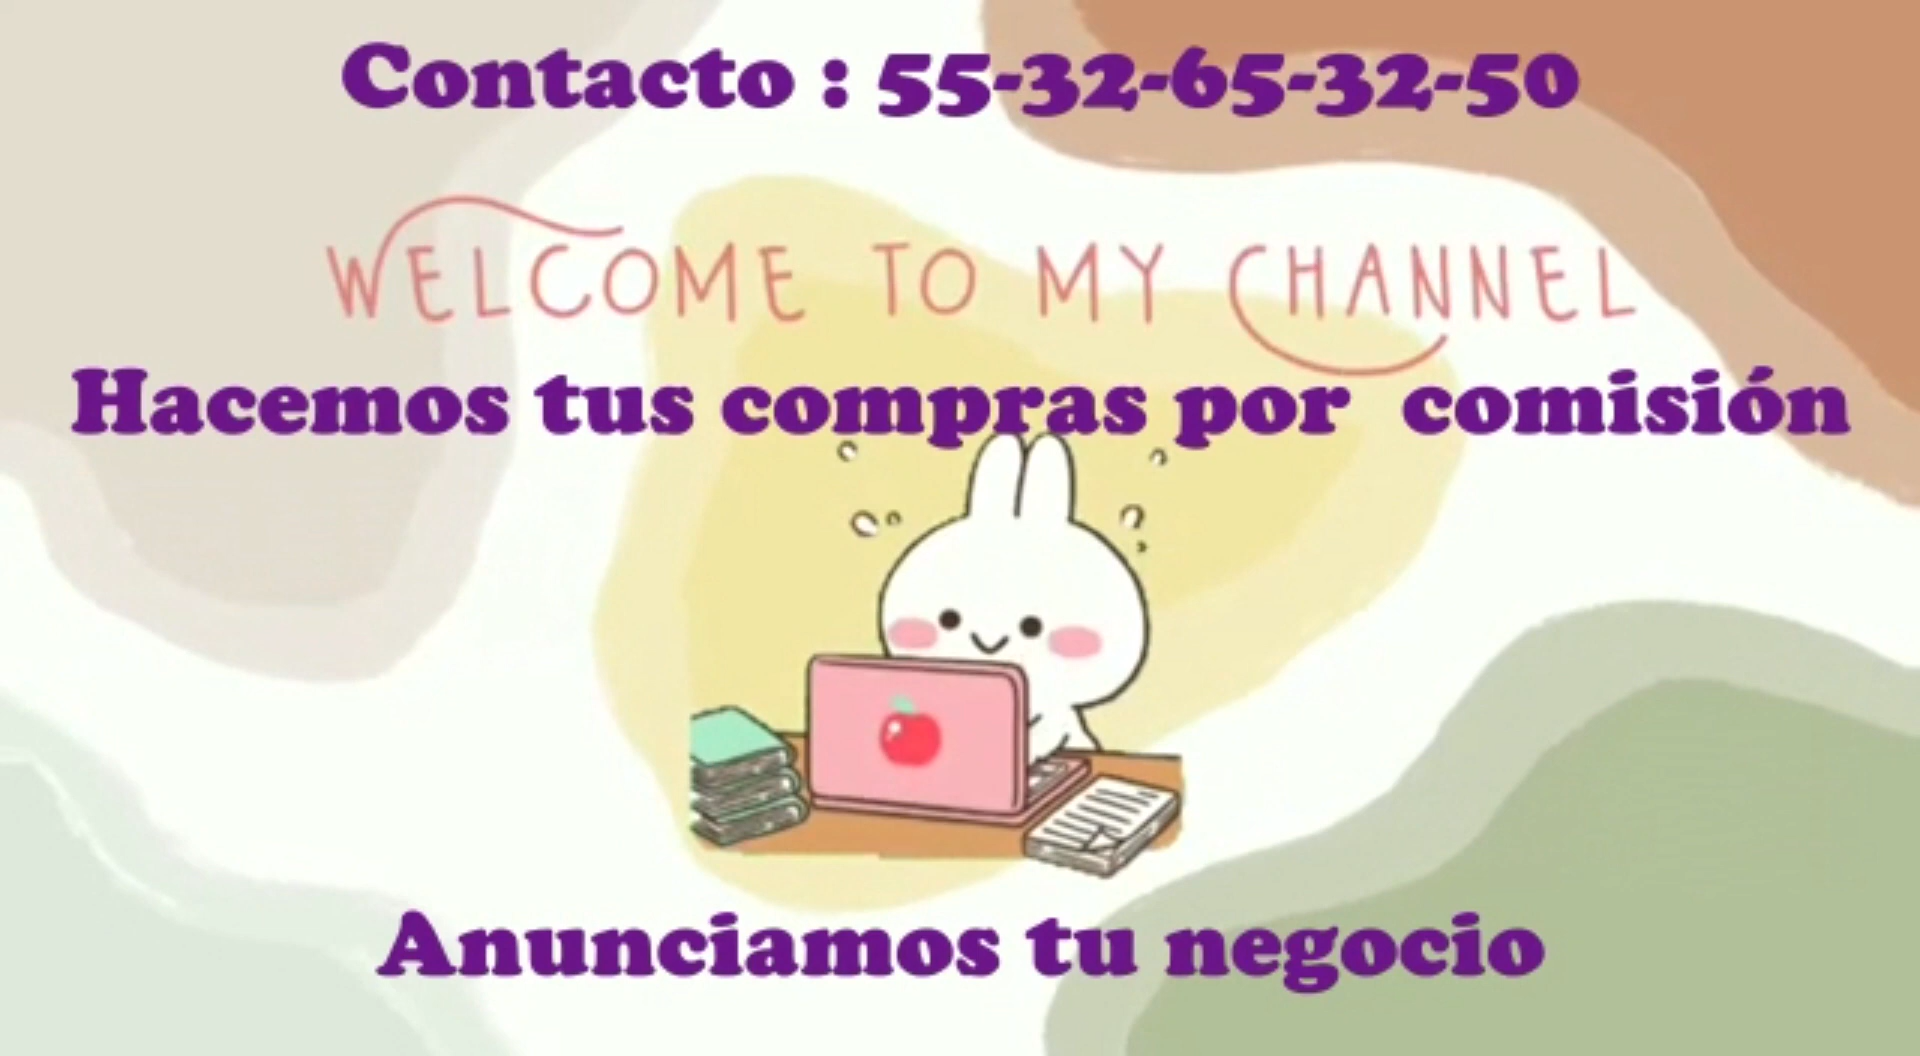 Contacto : 55-32-65-32-50
WELCOME TO MY CHANNEL
Hacemos tus compras por comisión
Anunciamos tu negocio